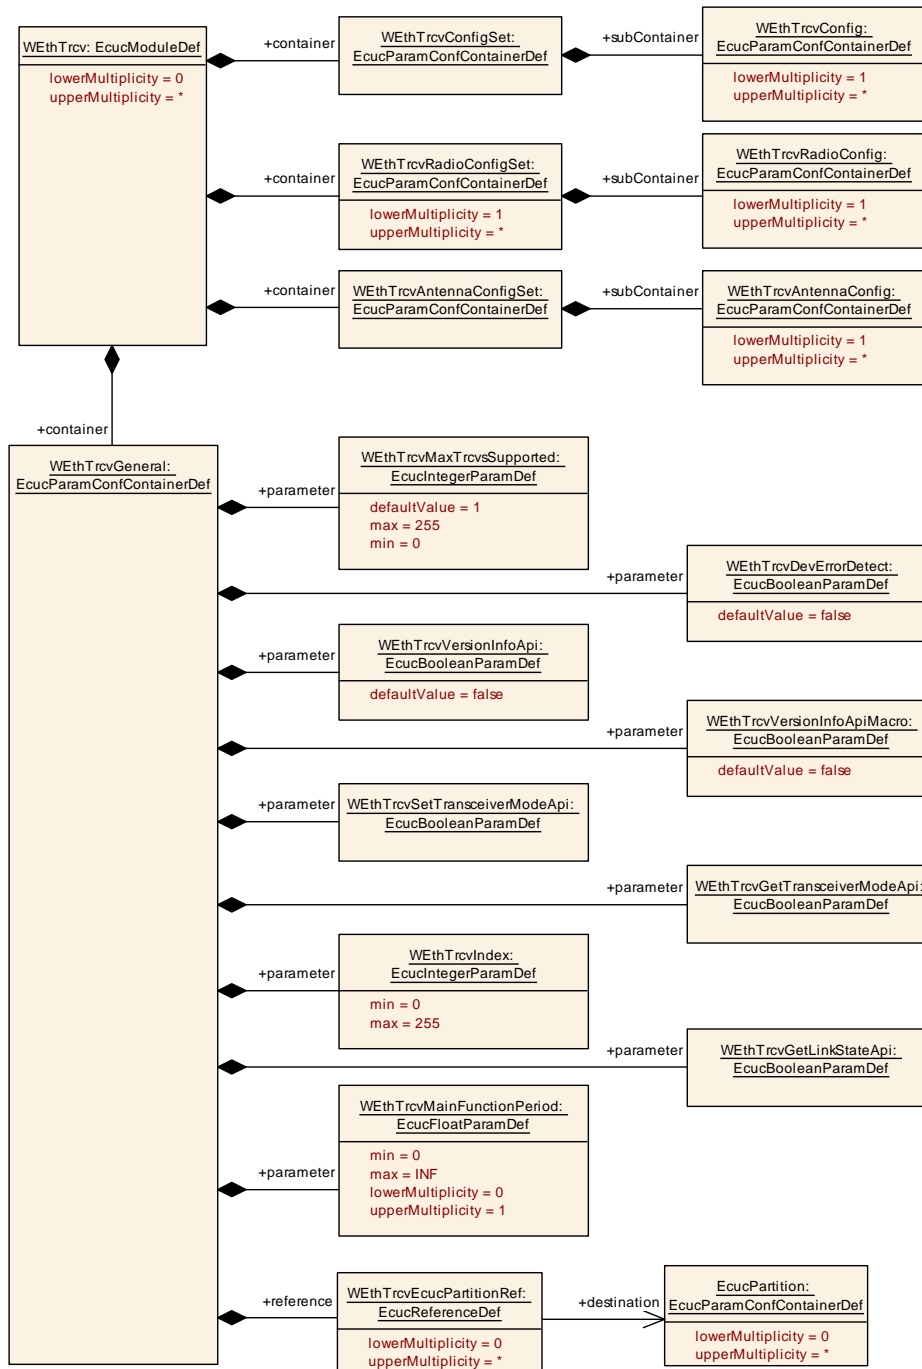 WEthTrcv: EcucModuleDef
lowerMultiplicity = 0
upperMultiplicity = *
+container
WEthTrcvConfigSet:
EcucParamConfContainerDef
+subContainer
WEthTrcvConfig:
EcucParamConfContainerDef
lowerMultiplicity = 1
upperMultiplicity = *
+container
WEthTrcvRadioConfigSet:
EcucParamConfContainerDef
lowerMultiplicity = 1
upperMultiplicity = *
+subContainer
WEthTrcvRadioConfig:
EcucParamConfContainerDef
lowerMultiplicity = 1
upperMultiplicity = *
+container
WEthTrcvAntennaConfigSet:
EcucParamConfContainerDef
+subContainer
WEthTrcvAntennaConfig:
EcucParamConfContainerDef
lowerMultiplicity = 1
upperMultiplicity = *
+container
WEthTrcvGeneral:
EcucParamConfContainerDef
+parameter
WEthTrcvMaxTrcvsSupported:
EcucIntegerParamDef
defaultValue = 1
max = 255
min = 0
+parameter
WEthTrcvDevErrorDetect:
EcucBooleanParamDef
defaultValue = false
+parameter
WEthTrcvVersionInfoApi:
EcucBooleanParamDef
defaultValue = false
+parameter
WEthTrcvVersionInfoApiMacro:
EcucBooleanParamDef
defaultValue = false
+parameter
WEthTrcvSetTransceiverModeApi:
EcucBooleanParamDef
+parameter
WEthTrcvGetTransceiverModeApi:
EcucBooleanParamDef
+parameter
WEthTrcvIndex:
EcucIntegerParamDef
min = 0
max = 255
+parameter
WEthTrcvGetLinkStateApi:
EcucBooleanParamDef
+parameter
WEthTrcvMainFunctionPeriod:
EcucFloatParamDef
min = 0
max = INF
lowerMultiplicity = 0
upperMultiplicity = 1
+reference
WEthTrcvEcucPartitionRef:
EcucReferenceDef
lowerMultiplicity = 0
upperMultiplicity = *
+destination
EcucPartition:
EcucParamConfContainerDef
lowerMultiplicity = 0
upperMultiplicity = *